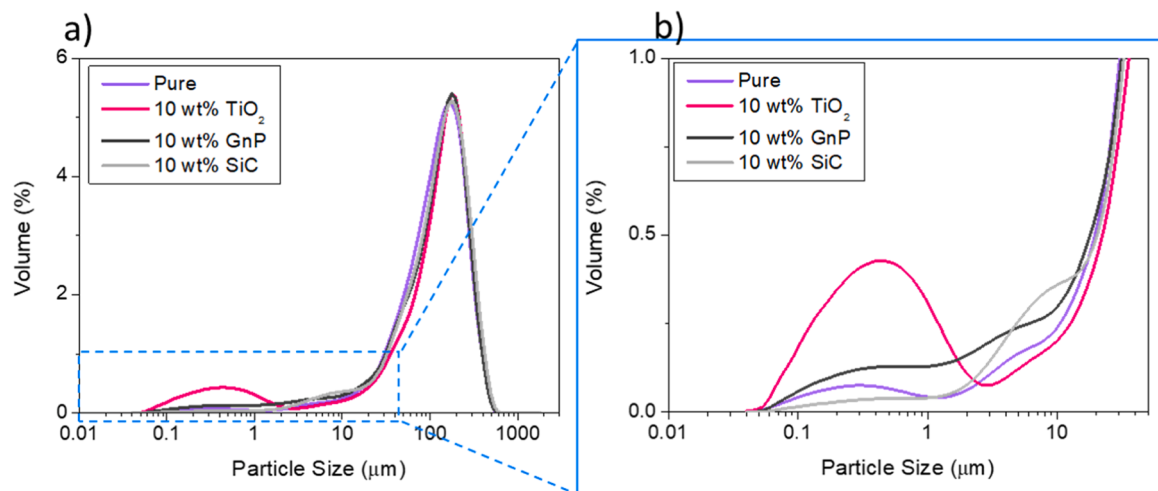 a)
6
4
2
0
Volume (%)
Pure
10 wt% TiO₂
10 wt% GnP
10 wt% SiC
0.01 0.1 1 10 100 1000
Particle Size (μm)
b)
1.0
0.5
0.0
Volume (%)
Pure
10 wt% TiO₂
10 wt% GnP
10 wt% SiC
0.01 0.1 1 10
Particle Size (μm)